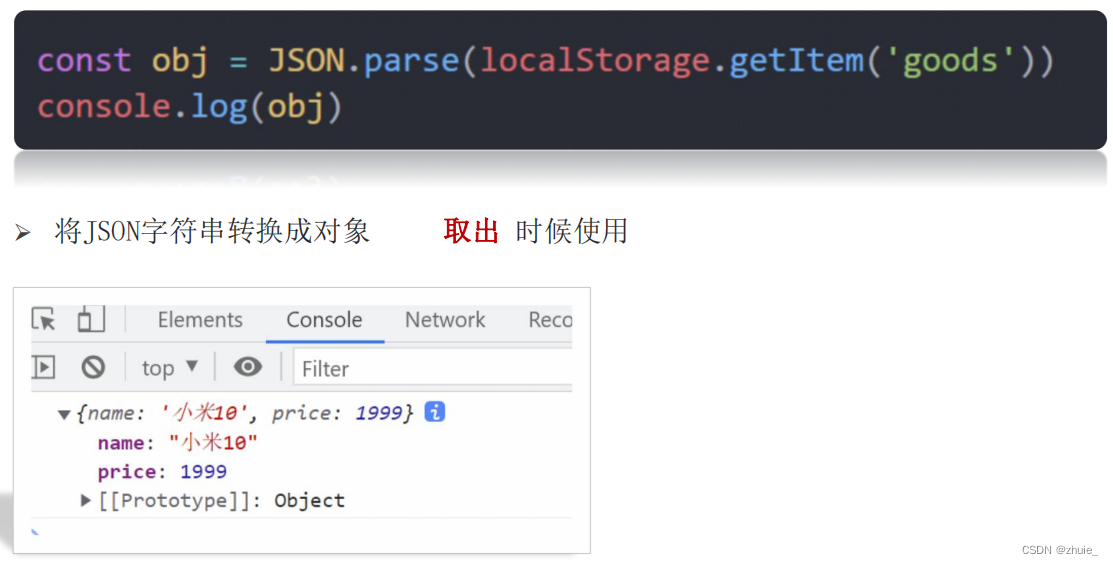 const obj = JSON.parse(localStorage.getItem('goods'))
console.log(obj)
➢ 将JSON字符串转换成对象 取出 时候使用
Elements Console Network Reco
top ▼ Filter
▼{name: '小米10', price: 1999} i
name: "小米10"
price: 1999
▶[[Prototype]]: Object
CSDN @zhuie_